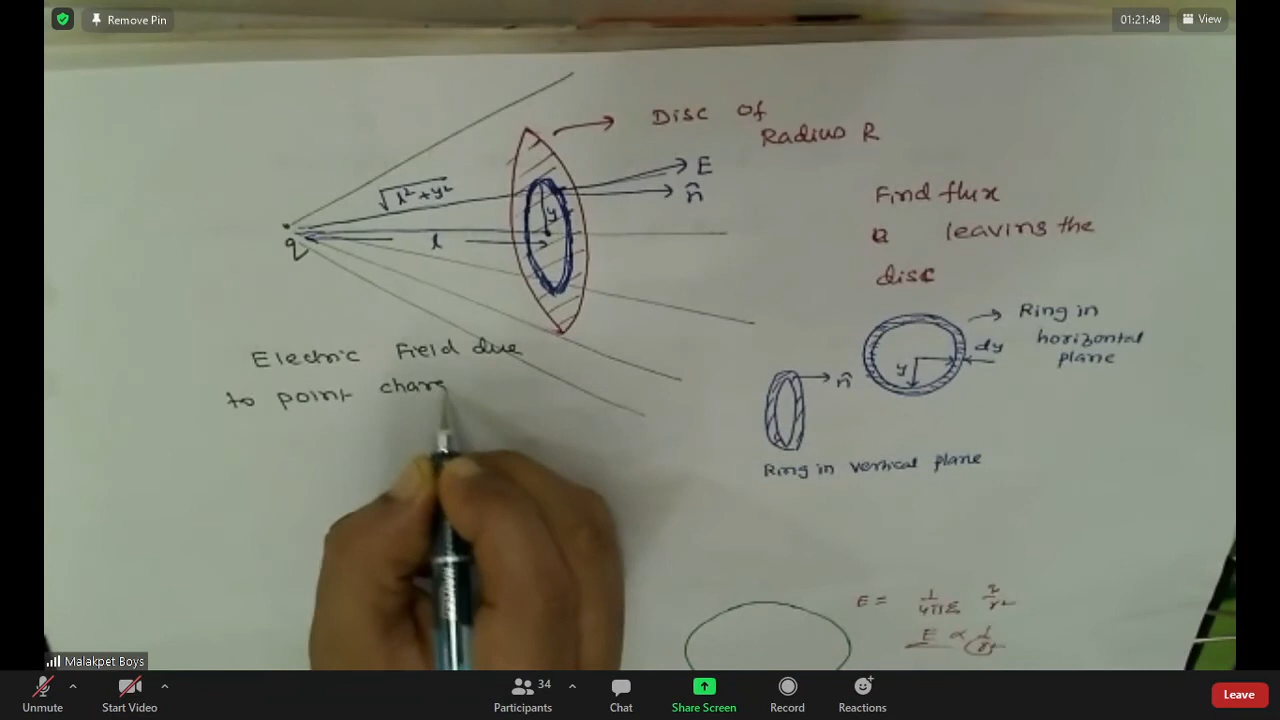 Remove Pin
01:21:48
View
Disc of
Radius R
E
n̂
√l²+y²
y
q
l
Find flux
leaving the
disc
Ring in
horizontal
plane
dy
y
n̂
Ring in vertical plane
Electric Field due
to point charg
E = 1/4πε q/r²
E ∝ 1/r²
Malakpet Boys
34
Unmute
Start Video
Participants
Chat
Share Screen
Record
Reactions
Leave